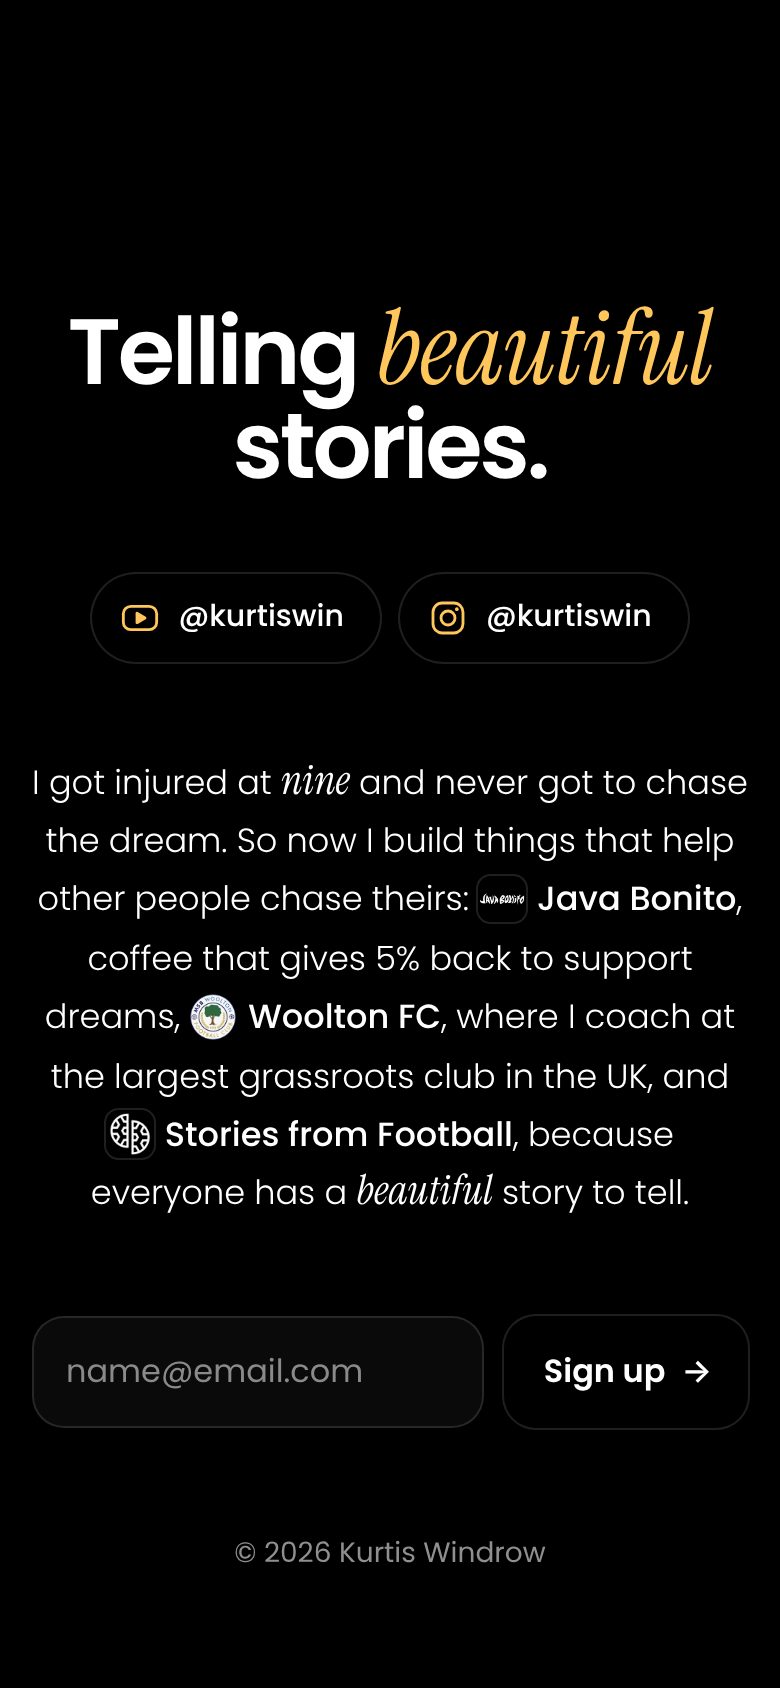 Telling beautiful
stories.
@kurtiswin
@kurtiswin
I got injured at nine and never got to chase
the dream. So now I build things that help
other people chase theirs: JAVA BONITO Java Bonito,
coffee that gives 5% back to support
dreams, Woolton FC, where I coach at
the largest grassroots club in the UK, and
Stories from Football, because
everyone has a beautiful story to tell.
name@email.com
Sign up →
© 2026 Kurtis Windrow